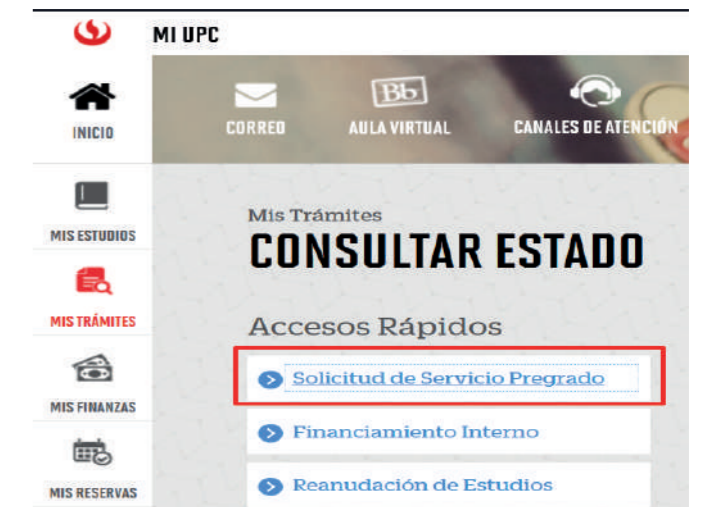 MI UPC
INICIO
CORREO
Bb
AULA VIRTUAL
CANALES DE ATENCIÓN
MIS ESTUDIOS
MIS TRÁMITES
MIS FINANZAS
MIS RESERVAS
Mis Trámites
CONSULTAR ESTADO
Accesos Rápidos
Solicitud de Servicio Pregrado
Financiamiento Interno
Reanudación de Estudios